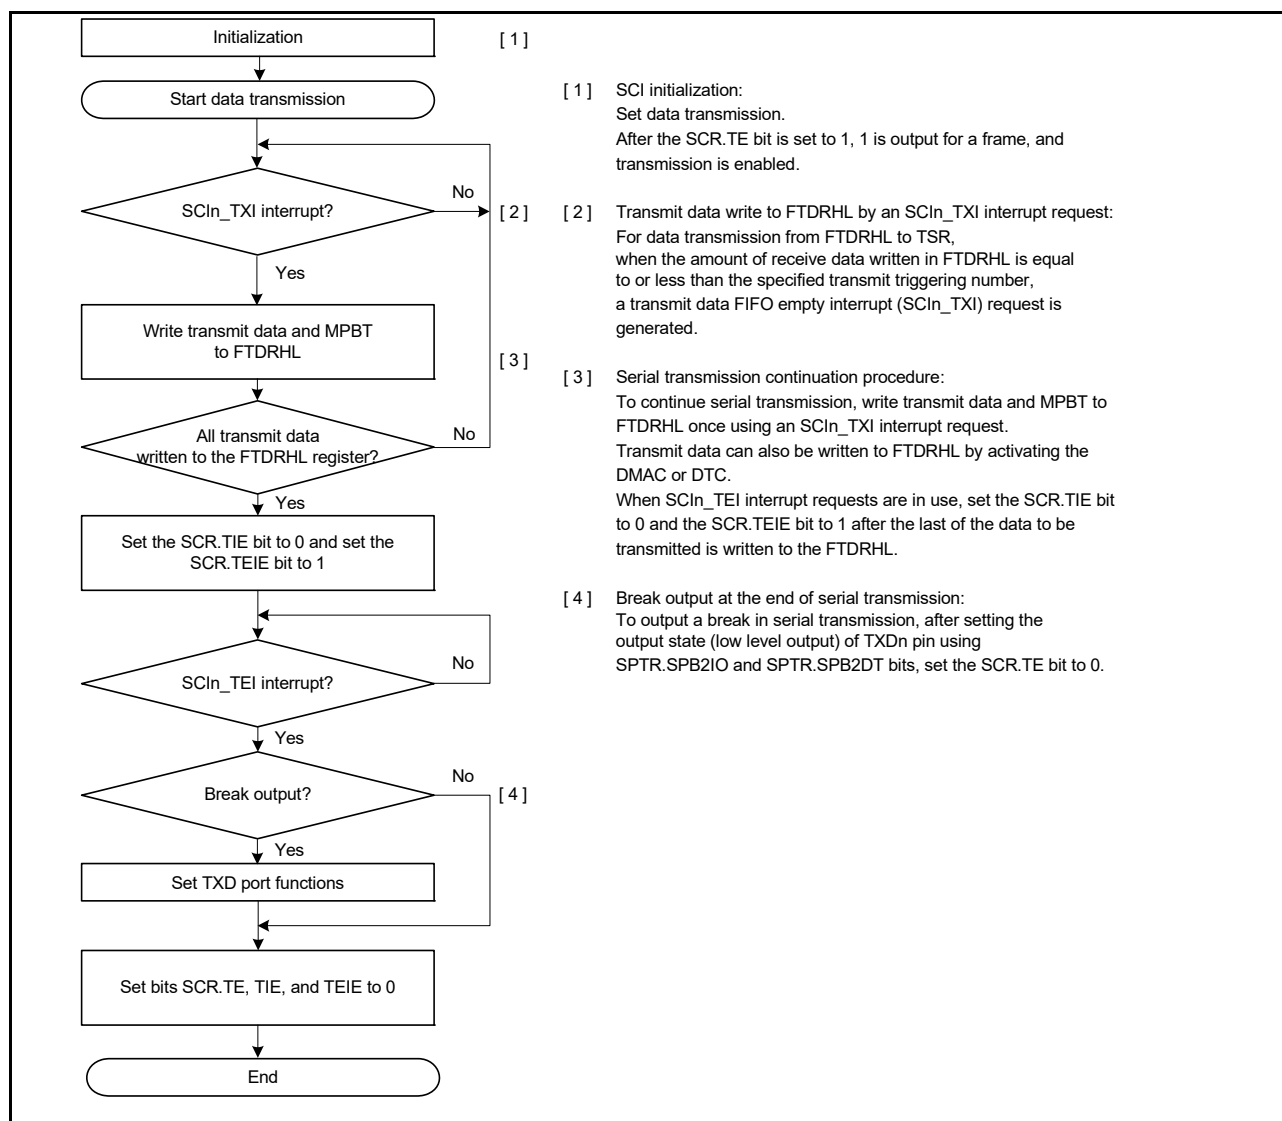 Initialization
[ 1 ]
Start data transmission
SCIn_TXI interrupt?
No
[ 2 ]
Yes
Write transmit data and MPBT
to FTDRHL
[ 3 ]
All transmit data
written to the FTDRHL register?
No
Yes
Set the SCR.TIE bit to 0 and set the
SCR.TEIE bit to 1
SCIn_TEI interrupt?
No
Yes
Break output?
No
[ 4 ]
Yes
Set TXD port functions
Set bits SCR.TE, TIE, and TEIE to 0
End
[ 1 ] SCI initialization:
Set data transmission.
After the SCR.TE bit is set to 1, 1 is output for a frame, and
transmission is enabled.
[ 2 ] Transmit data write to FTDRHL by an SCIn_TXI interrupt request:
For data transmission from FTDRHL to TSR,
when the amount of receive data written in FTDRHL is equal
to or less than the specified transmit triggering number,
a transmit data FIFO empty interrupt (SCIn_TXI) request is
generated.
[ 3 ] Serial transmission continuation procedure:
To continue serial transmission, write transmit data and MPBT to
FTDRHL once using an SCIn_TXI interrupt request.
Transmit data can also be written to FTDRHL by activating the
DMAC or DTC.
When SCIn_TEI interrupt requests are in use, set the SCR.TIE bit
to 0 and the SCR.TEIE bit to 1 after the last of the data to be
transmitted is written to the FTDRHL.
[ 4 ] Break output at the end of serial transmission:
To output a break in serial transmission, after setting the
output state (low level output) of TXDn pin using
SPTR.SPB2IO and SPTR.SPB2DT bits, set the SCR.TE bit to 0.